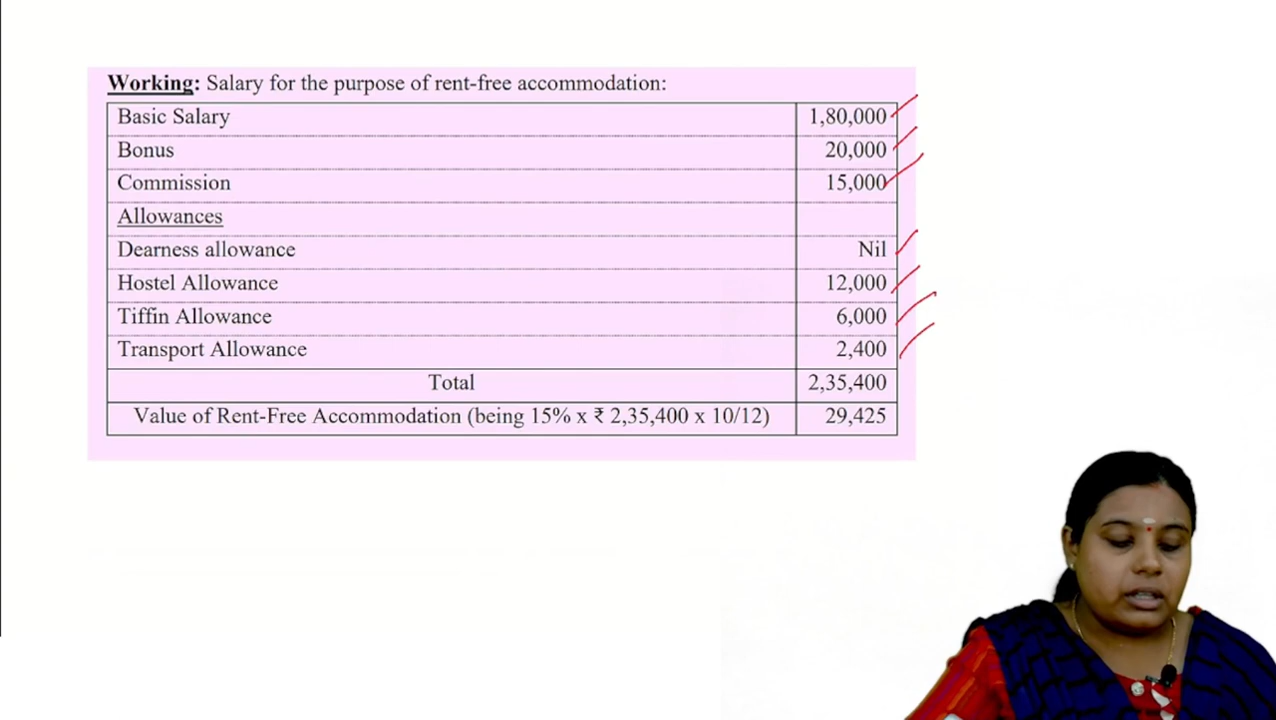 Working: Salary for the purpose of rent-free accommodation:
Basic Salary 1,80,000
Bonus 20,000
Commission 15,000
Allowances
Dearness allowance Nil
Hostel Allowance 12,000
Tiffin Allowance 6,000
Transport Allowance 2,400
Total 2,35,400
Value of Rent-Free Accommodation (being 15% x ₹ 2,35,400 x 10/12) 29,425